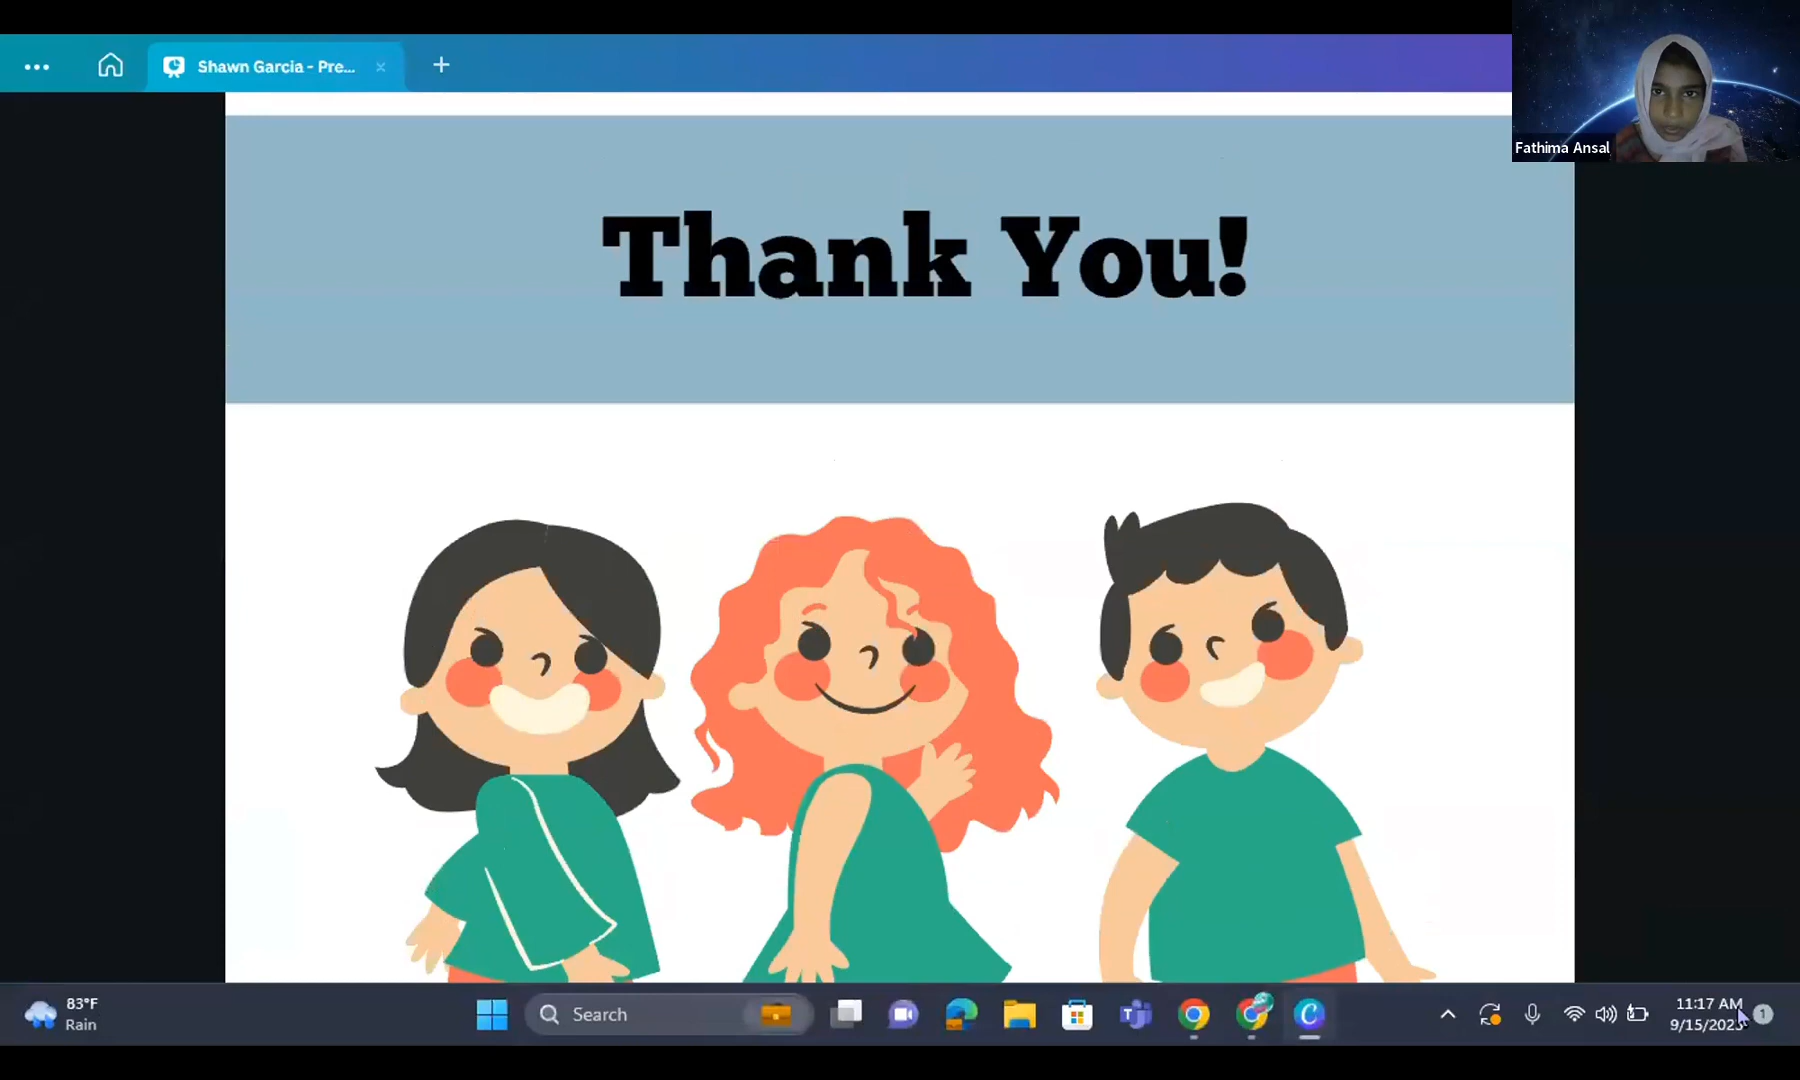 Shawn Garcia - Pre...
Fathima Ansal
Thank You!
83°F
Rain
Search
11:17 AM
1